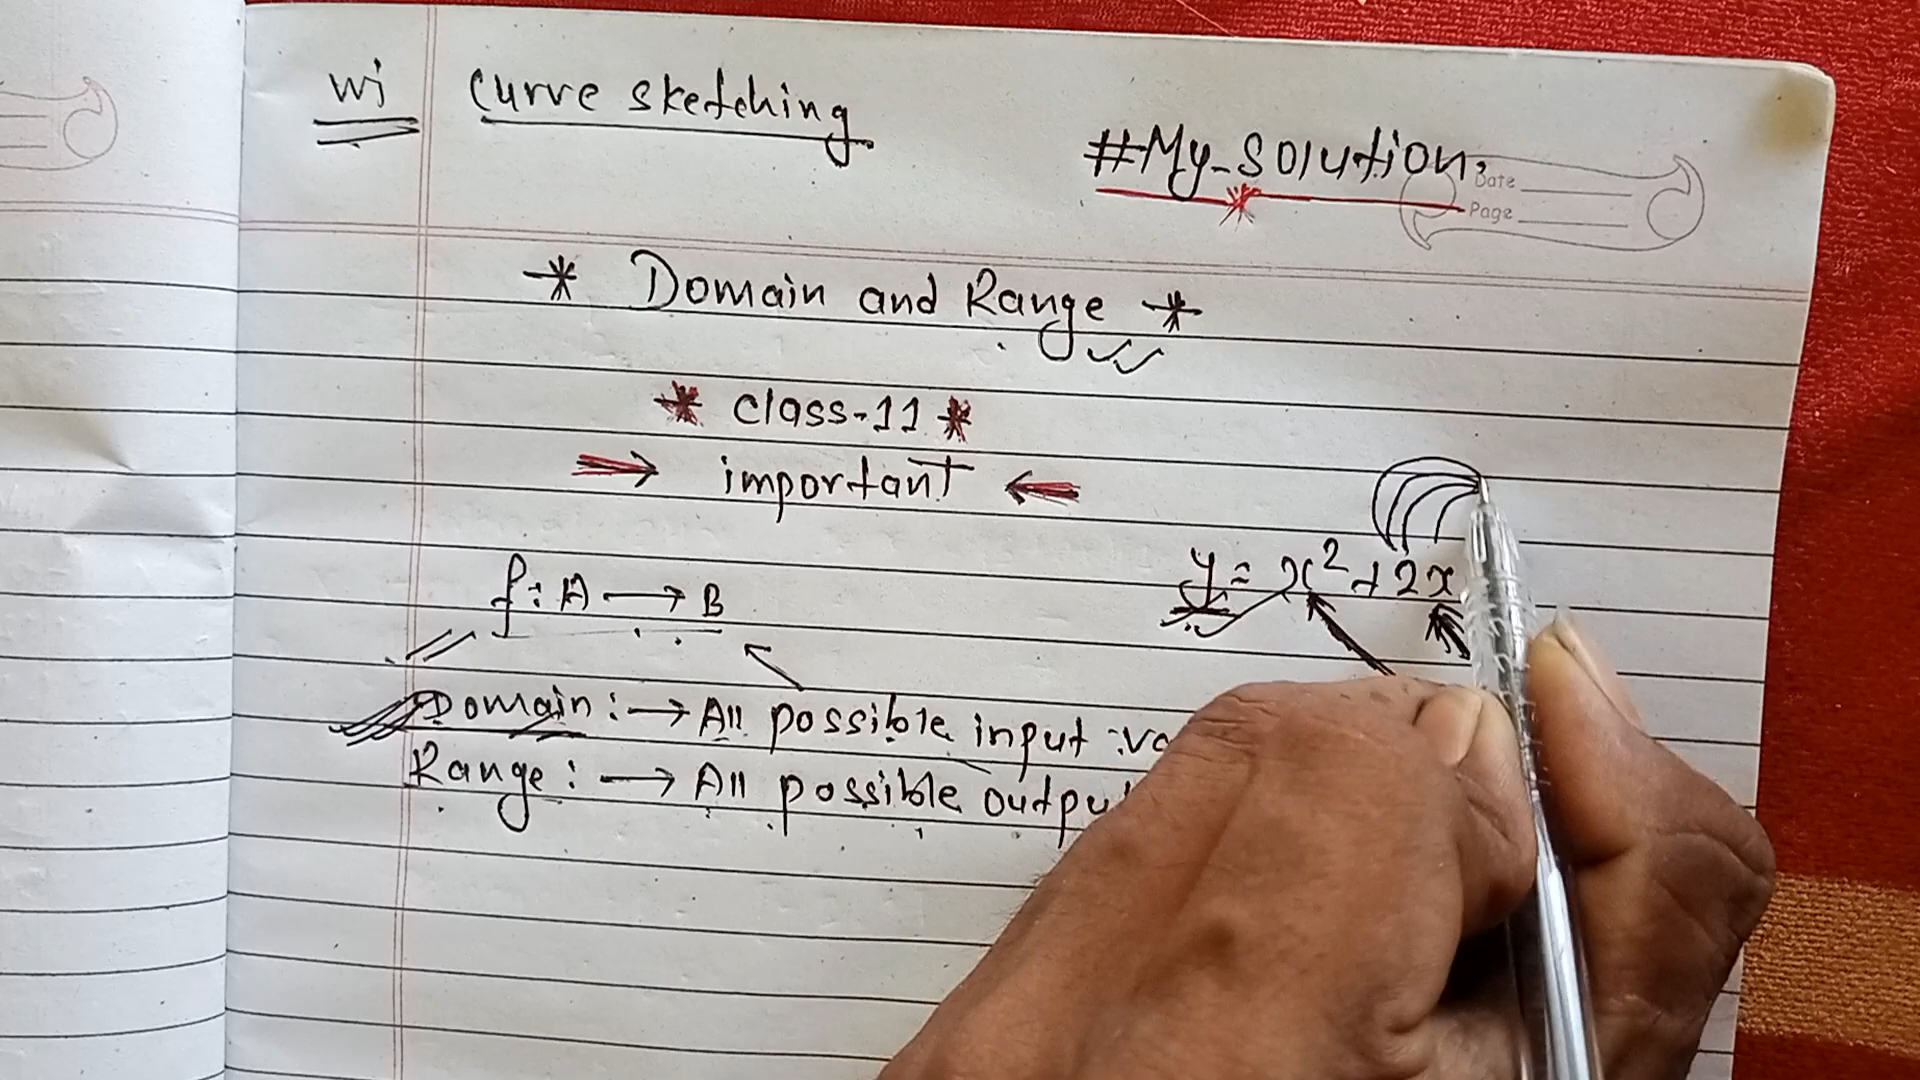 wi Curve sketching
#My-Solution.
Date
Page
* Domain and Range *
* class-11 *
→ important ←
f: A → B
y = x² + 2x
Domain: → All possible input
Range: → All possible